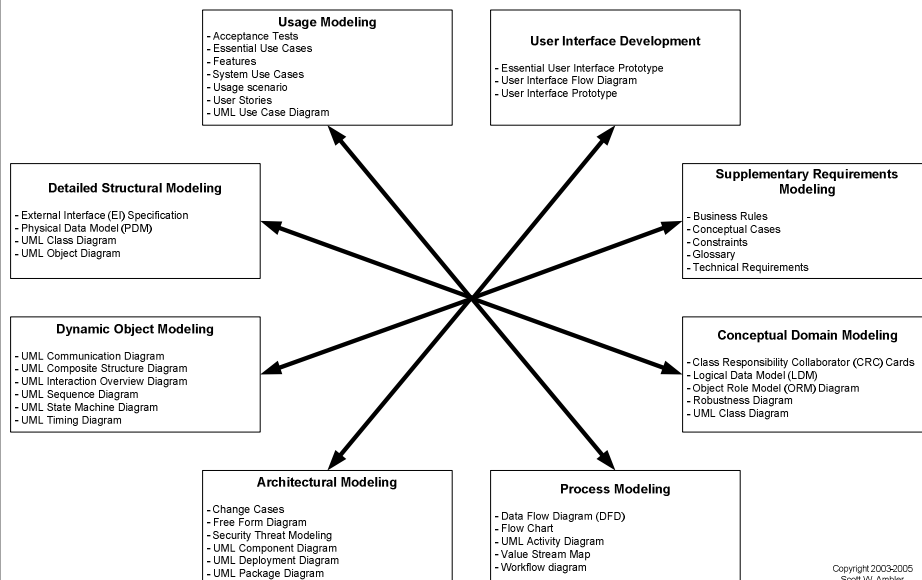 Usage Modeling
- Acceptance Tests
- Essential Use Cases
- Features
- System Use Cases
- Usage scenario
- User Stories
- UML Use Case Diagram
User Interface Development
- Essential User Interface Prototype
- User Interface Flow Diagram
- User Interface Prototype
Detailed Structural Modeling
- External Interface (EI) Specification
- Physical Data Model (PDM)
- UML Class Diagram
- UML Object Diagram
Supplementary Requirements
Modeling
- Business Rules
- Conceptual Cases
- Constraints
- Glossary
- Technical Requirements
Dynamic Object Modeling
- UML Communication Diagram
- UML Composite Structure Diagram
- UML Interaction Overview Diagram
- UML Sequence Diagram
- UML State Machine Diagram
- UML Timing Diagram
Conceptual Domain Modeling
- Class Responsibility Collaborator (CRC) Cards
- Logical Data Model (LDM)
- Object Role Model (ORM) Diagram
- Robustness Diagram
- UML Class Diagram
Architectural Modeling
- Change Cases
- Free Form Diagram
- Security Threat Modeling
- UML Component Diagram
- UML Deployment Diagram
- UML Package Diagram
Process Modeling
- Data Flow Diagram (DFD)
- Flow Chart
- UML Activity Diagram
- Value Stream Map
- Workflow diagram
Copyright 2003-2005
Scott W. Ambler